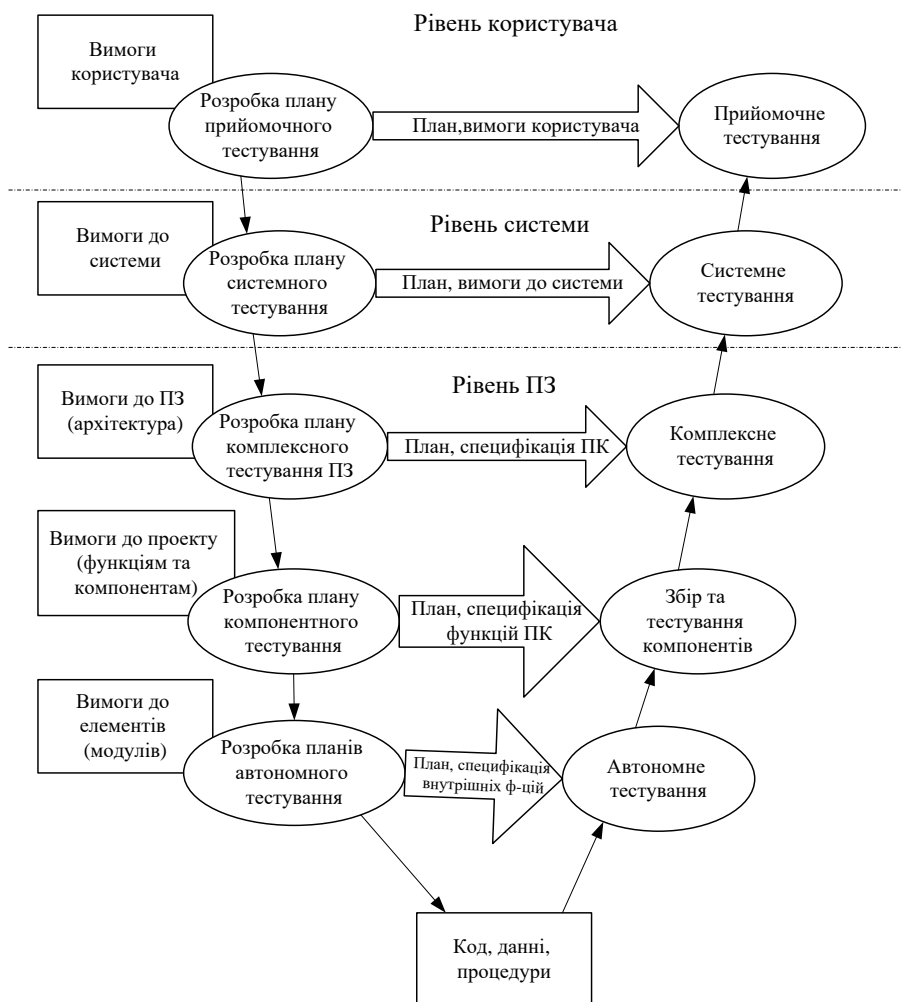 Рівень користувача
Вимоги
користувача
Розробка плану
прийомочного
тестування
План,вимоги користувача
Прийомочне
тестування
Рівень системи
Вимоги до
системи
Розробка плану
системного
тестування
План, вимоги до системи
Системне
тестування
Рівень ПЗ
Вимоги до ПЗ
(архітектура)
Розробка плану
комплексного
тестування ПЗ
План, специфікація ПК
Комплексне
тестування
Вимоги до проекту
(функціям та
компонентам)
Розробка плану
компонентного
тестування
План, специфікація
функцій ПК
Збір та
тестування
компонентів
Вимоги до
елементів
(модулів)
Розробка планів
автономного
тестування
План, специфікація
внутрішніх ф-цій
Автономне
тестування
Код, данні,
процедури